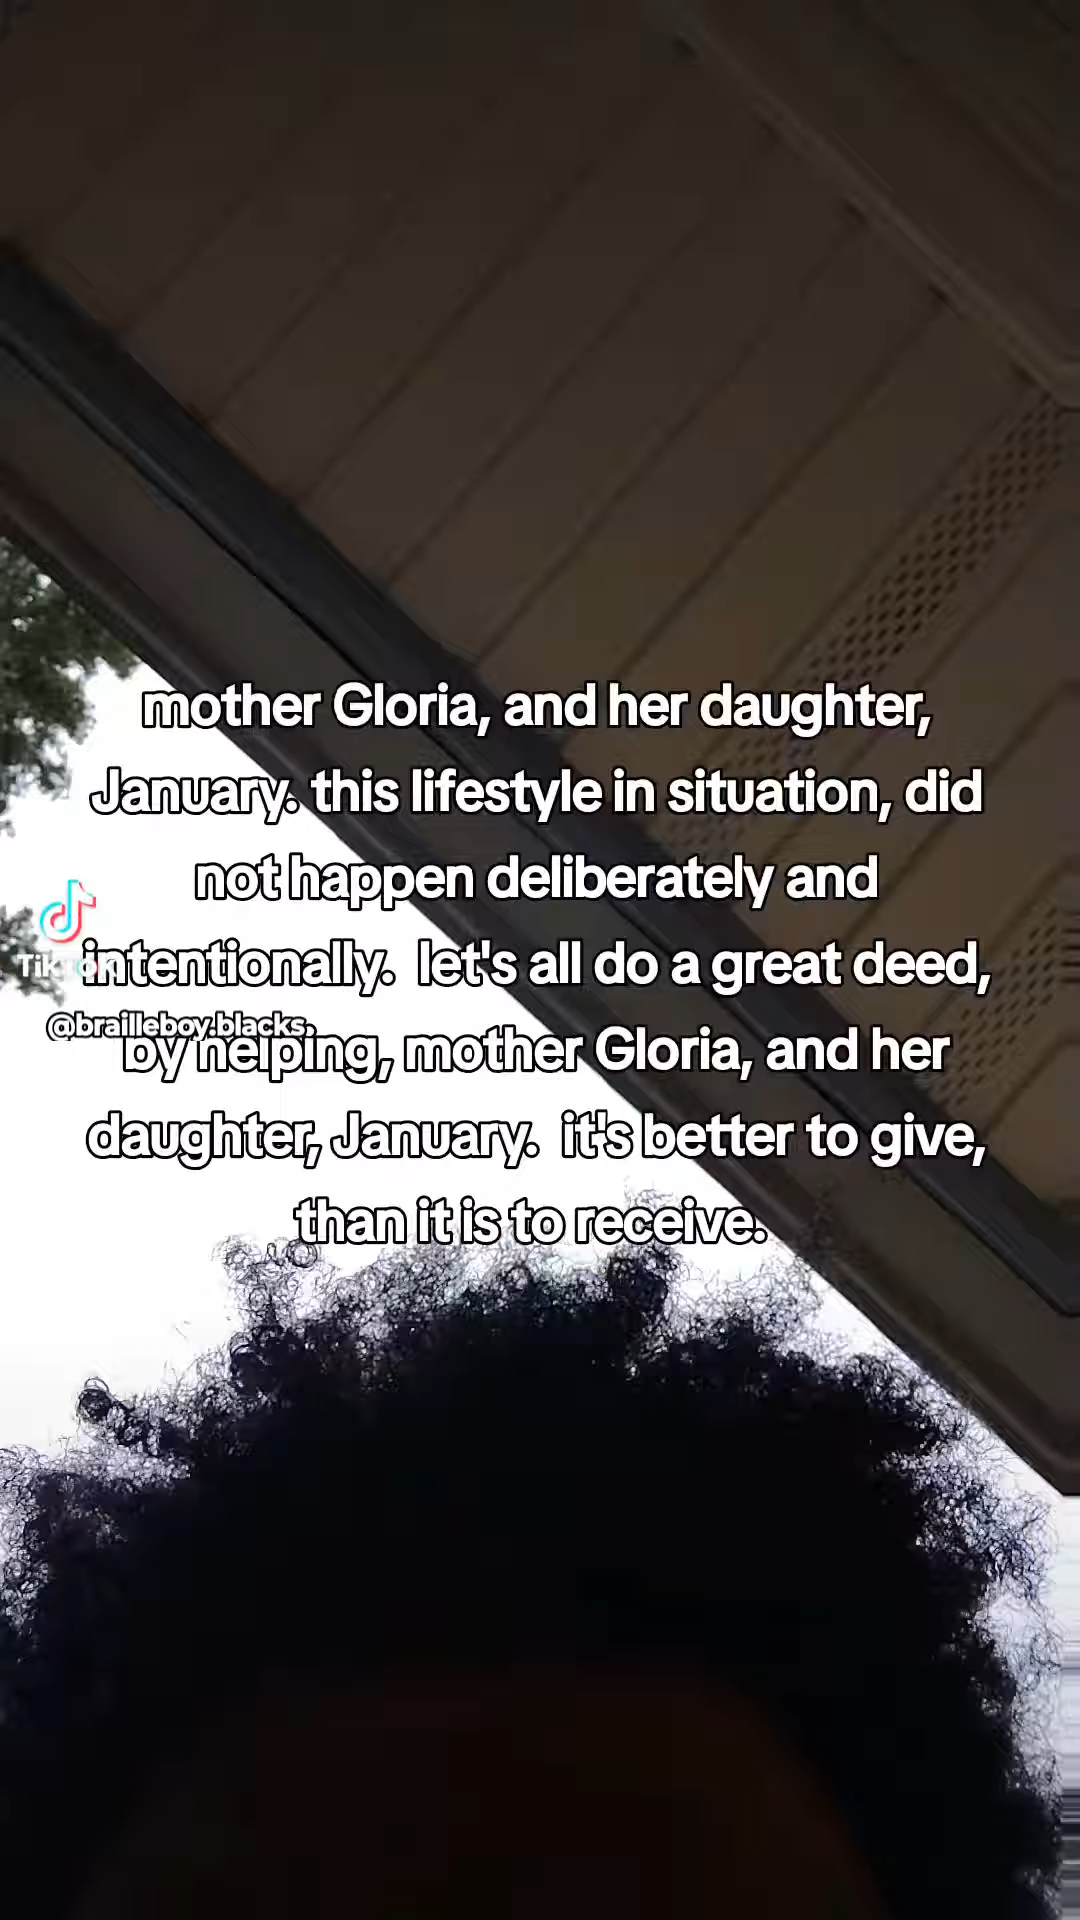 mother Gloria, and her daughter,
January. this lifestyle in situation, did
not happen deliberately and
intentionally. let's all do a great deed,
by helping, mother Gloria, and her
daughter, January. it's better to give,
than it is to receive.
TikTok
@brailleboy.blacks